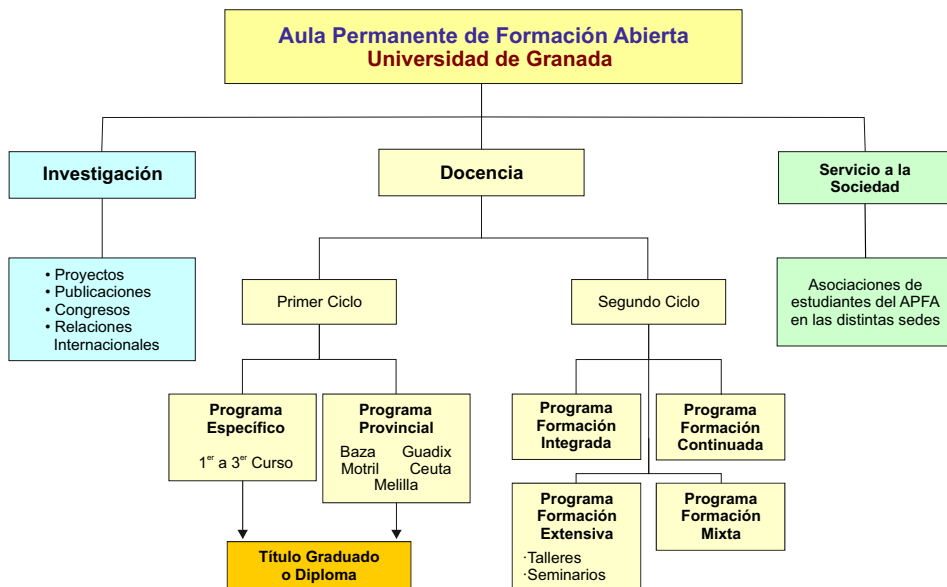 Aula Permanente de Formación Abierta
Universidad de Granada
Investigación
Docencia
Servicio a la
Sociedad
• Proyectos
• Publicaciones
• Congresos
• Relaciones
Internacionales
Primer Ciclo
Segundo Ciclo
Asociaciones de
estudiantes del APFA
en las distintas sedes
Programa
Específico
1er a 3er Curso
Programa
Provincial
Baza Guadix
Motril Ceuta
Melilla
Programa
Formación
Integrada
Programa
Formación
Continuada
Programa
Formación
Extensiva
·Talleres
·Seminarios
Programa
Formación
Mixta
Título Graduado
o Diploma